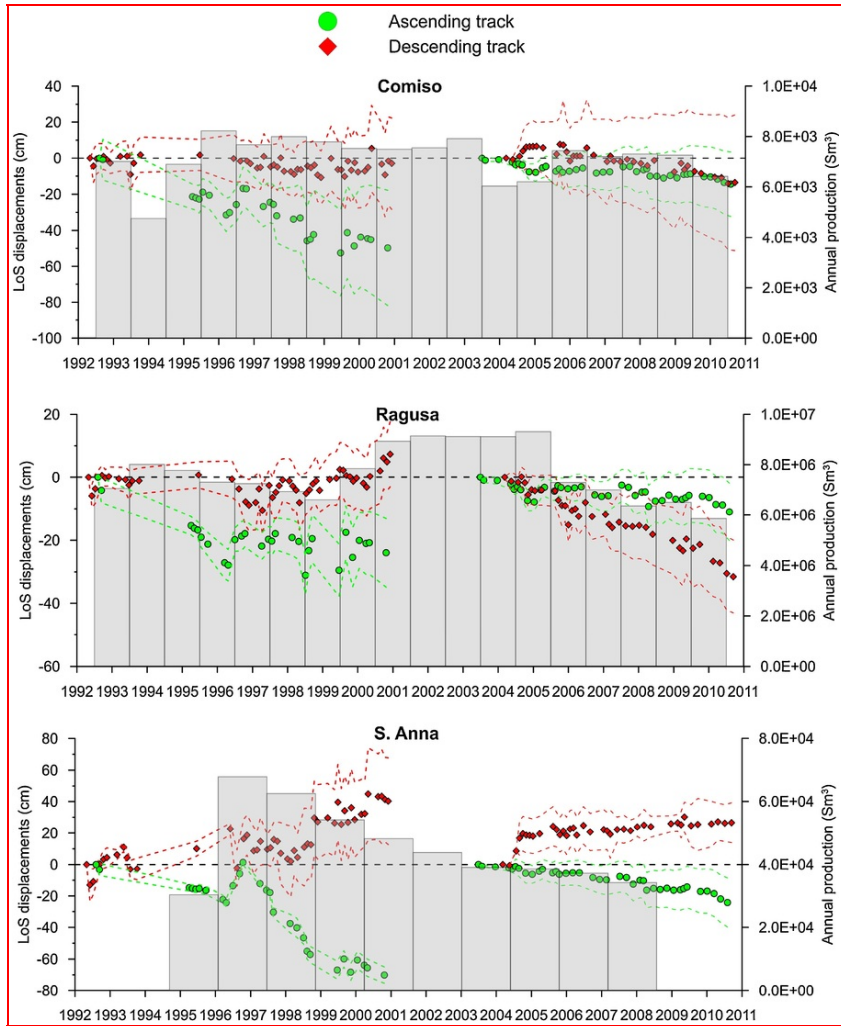 Ascending track
Descending track
Comiso
40
20
0
-20
-40
-60
-80
-100
LoS displacements (cm)
1.0E+04
8.0E+03
6.0E+03
4.0E+03
2.0E+03
0.0E+00
Annual production (Sm³)
1992 1993 1994 1995 1996 1997 1998 1999 2000 2001 2002 2003 2004 2005 2006 2007 2008 2009 2010 2011
Ragusa
20
0
-20
-40
-60
LoS displacements (cm)
1.0E+07
8.0E+06
6.0E+06
4.0E+06
2.0E+06
0.0E+00
Annual production (Sm³)
1992 1993 1994 1995 1996 1997 1998 1999 2000 2001 2002 2003 2004 2005 2006 2007 2008 2009 2010 2011
S. Anna
80
60
40
20
0
-20
-40
-60
-80
LoS displacements (cm)
8.0E+04
6.0E+04
4.0E+04
2.0E+04
0.0E+00
Annual production (Sm³)
1992 1993 1994 1995 1996 1997 1998 1999 2000 2001 2002 2003 2004 2005 2006 2007 2008 2009 2010 2011